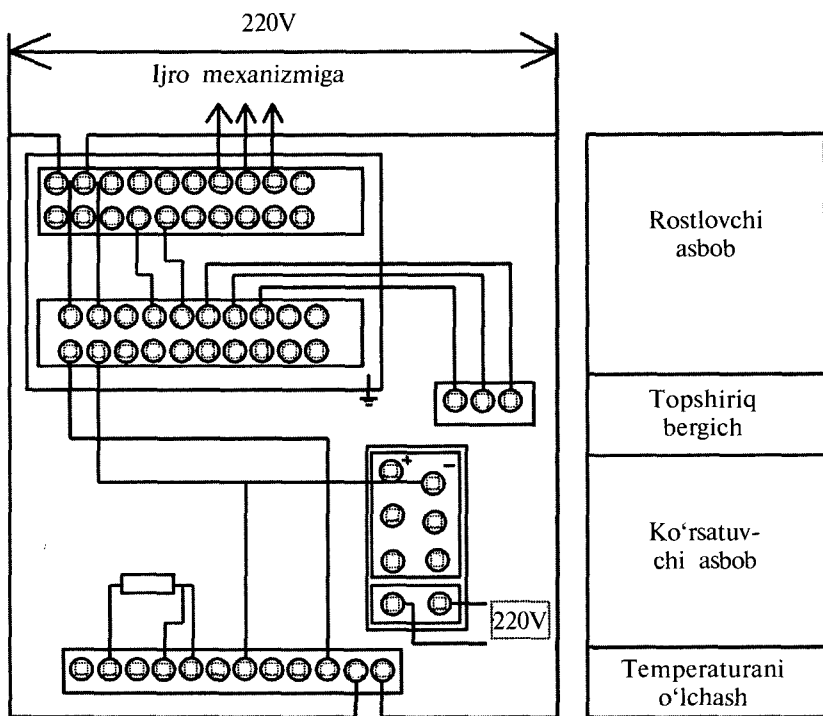 220V
Ijro mexanizmiga
Rostlovchi
asbob
Topshiriq
bergich
+
−
Ko‘rsatuv-
chi asbob
220V
Temperaturani
o‘lchash